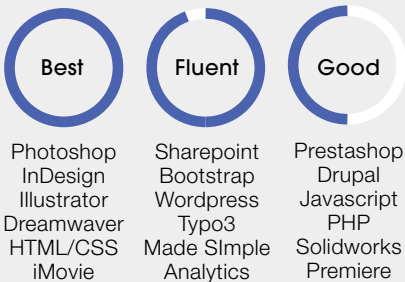 Best
Photoshop
InDesign
Illustrator
Dreamwaver
HTML/CSS
iMovie
Fluent
Sharepoint
Bootstrap
Wordpress
Typo3
Made SImple
Analytics
Good
Prestashop
Drupal
Javascript
PHP
Solidworks
Premiere